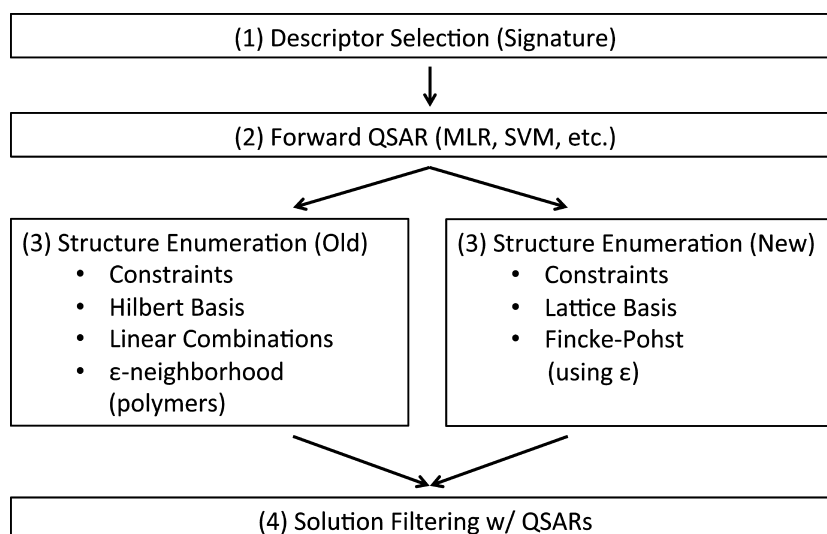 (1) Descriptor Selection (Signature)
(2) Forward QSAR (MLR, SVM, etc.)
(3) Structure Enumeration (Old)
• Constraints
• Hilbert Basis
• Linear Combinations
• ε-neighborhood
(polymers)
(3) Structure Enumeration (New)
• Constraints
• Lattice Basis
• Fincke-Pohst
(using ε)
(4) Solution Filtering w/ QSARs